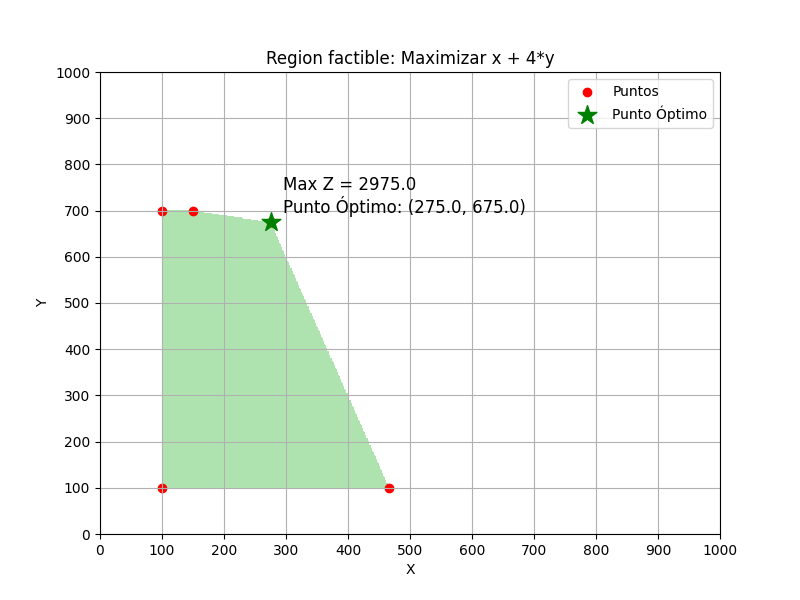 Region factible: Maximizar x + 4*y
1000
900
800
700
600
500
400
300
200
100
0
Y
Puntos
Punto Óptimo
Max Z = 2975.0
Punto Óptimo: (275.0, 675.0)
0 100 200 300 400 500 600 700 800 900 1000
X